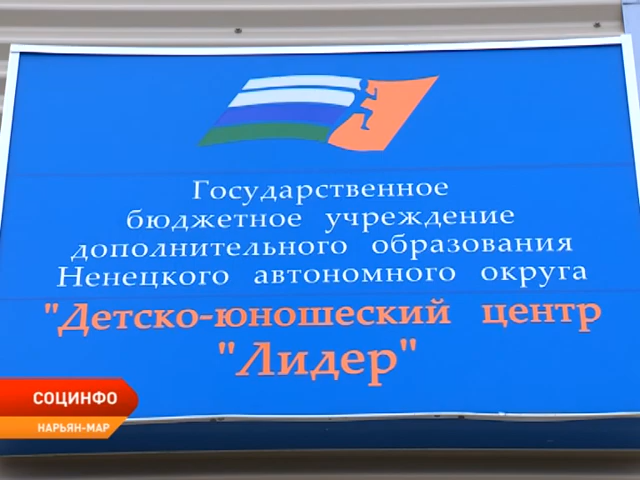 Государственное
бюджетное учреждение
дополнительного образования
Ненецкого автономного округа
"Детско-юношеский центр
"Лидер"
СОЦИНФО
НАРЬЯН-МАР